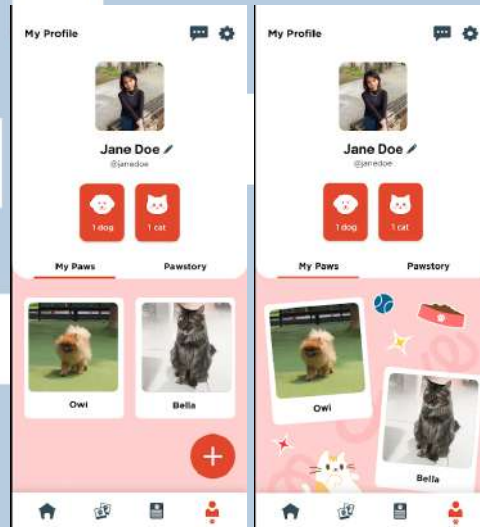 My Profile
Jane Doe
@janedoe
1 dog
1 cat
My Paws
Pawstory
Owi
Bella
My Profile
Jane Doe
@janedoe
1 dog
1 cat
My Paws
Pawstory
Owi
Bella